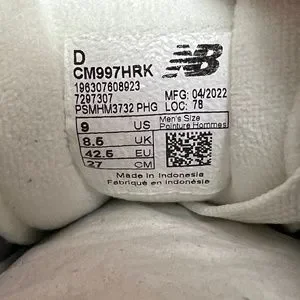 D
CM997HRK
196307608923
7297307
PSMHM3732 PHG
NB
MFG: 04/2022
LOC: 78
9 US
8.5 UK
42.5 EU
27 CM
Men's Size
Pointure Hommes
Made in Indonesia
Fabriqué en Indonésie